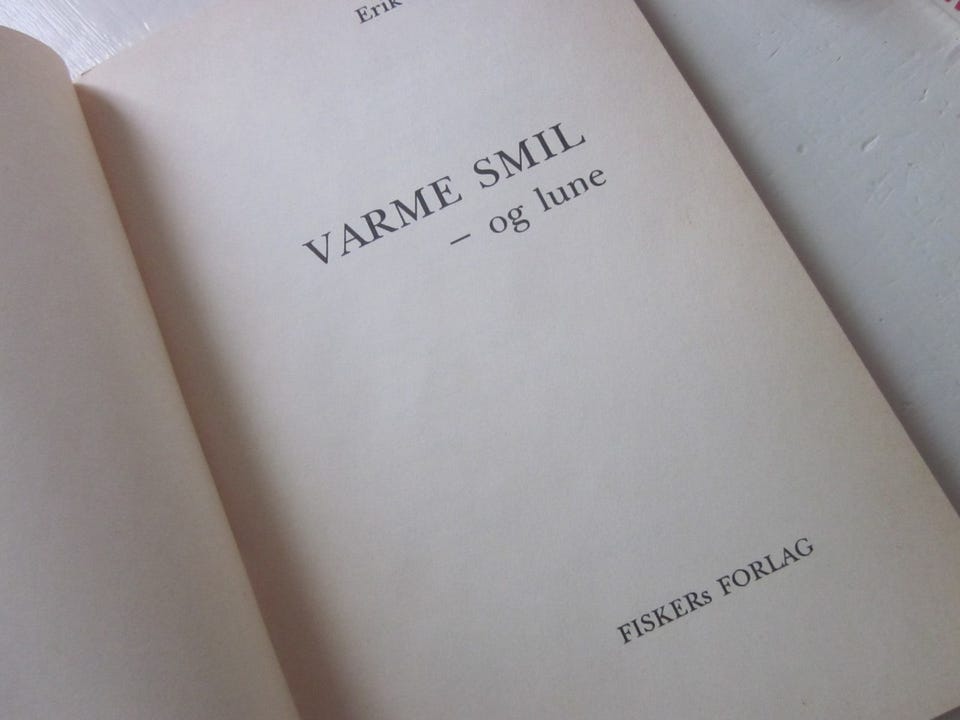 Erik
VARME SMIL
– og lune
FISKERs FORLAG